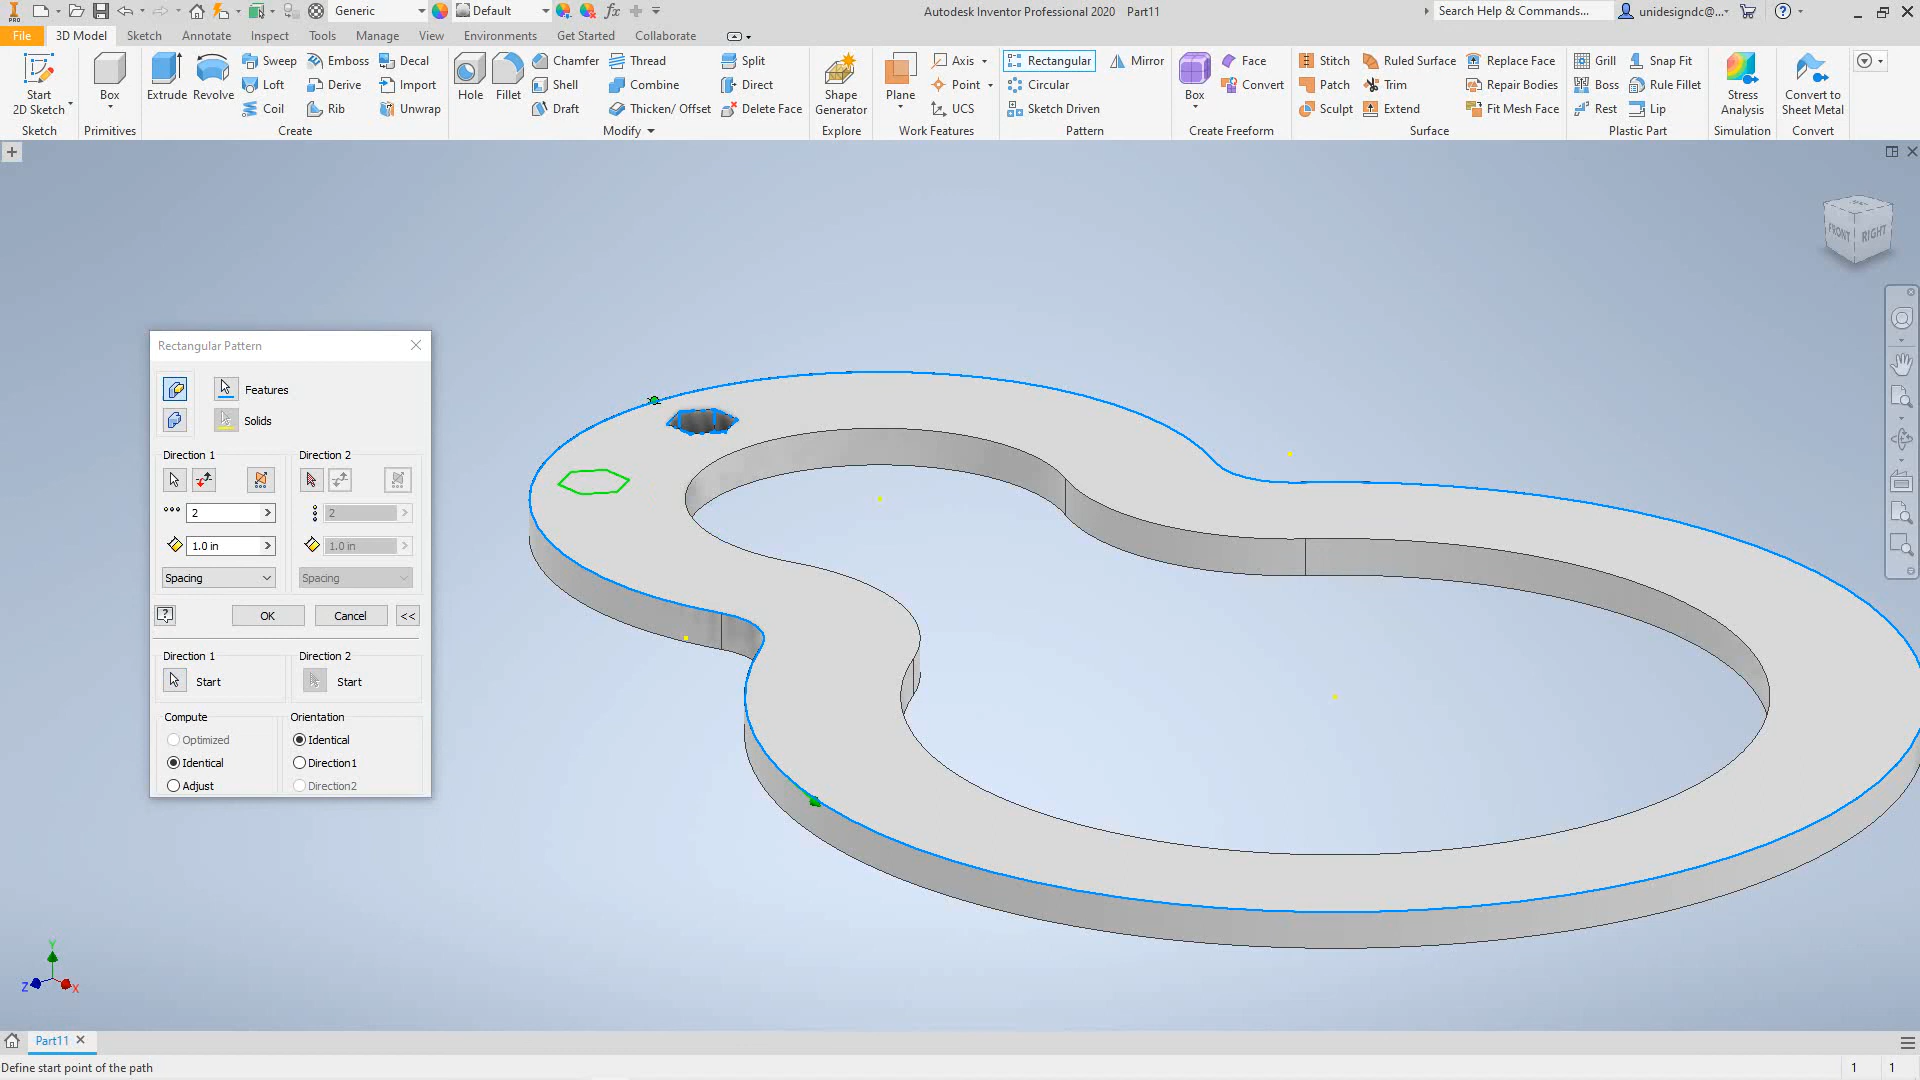 PRO
Generic
Default
fx
Autodesk Inventor Professional 2020 Part11
Search Help & Commands...
unidesigndc@...
File 3D Model Sketch Annotate Inspect Tools Manage View Environments Get Started Collaborate
Start
2D Sketch
Sketch
Box
Primitives
Extrude
Revolve
Sweep
Loft
Coil
Emboss
Derive
Rib
Decal
Import
Unwrap
Create
Hole
Fillet
Chamfer
Shell
Draft
Thread
Combine
Thicken/ Offset
Split
Direct
Delete Face
Modify
Shape
Generator
Explore
Plane
Axis
Point
UCS
Work Features
Rectangular
Circular
Sketch Driven
Mirror
Pattern
Box
Face
Convert
Create Freeform
Stitch
Patch
Sculpt
Ruled Surface
Trim
Extend
Replace Face
Repair Bodies
Fit Mesh Face
Surface
Grill
Boss
Rest
Snap Fit
Rule Fillet
Lip
Plastic Part
Stress
Analysis
Simulation
Convert to
Sheet Metal
Convert
FRONT RIGHT
Rectangular Pattern
Features
Solids
Direction 1 Direction 2
2 2
1.0 in 1.0 in
Spacing Spacing
OK Cancel <<
Direction 1 Direction 2
Start Start
Compute Orientation
Optimized Identical
Identical Direction1
Adjust Direction2
Y
Z X
Part11
Define start point of the path
1 1